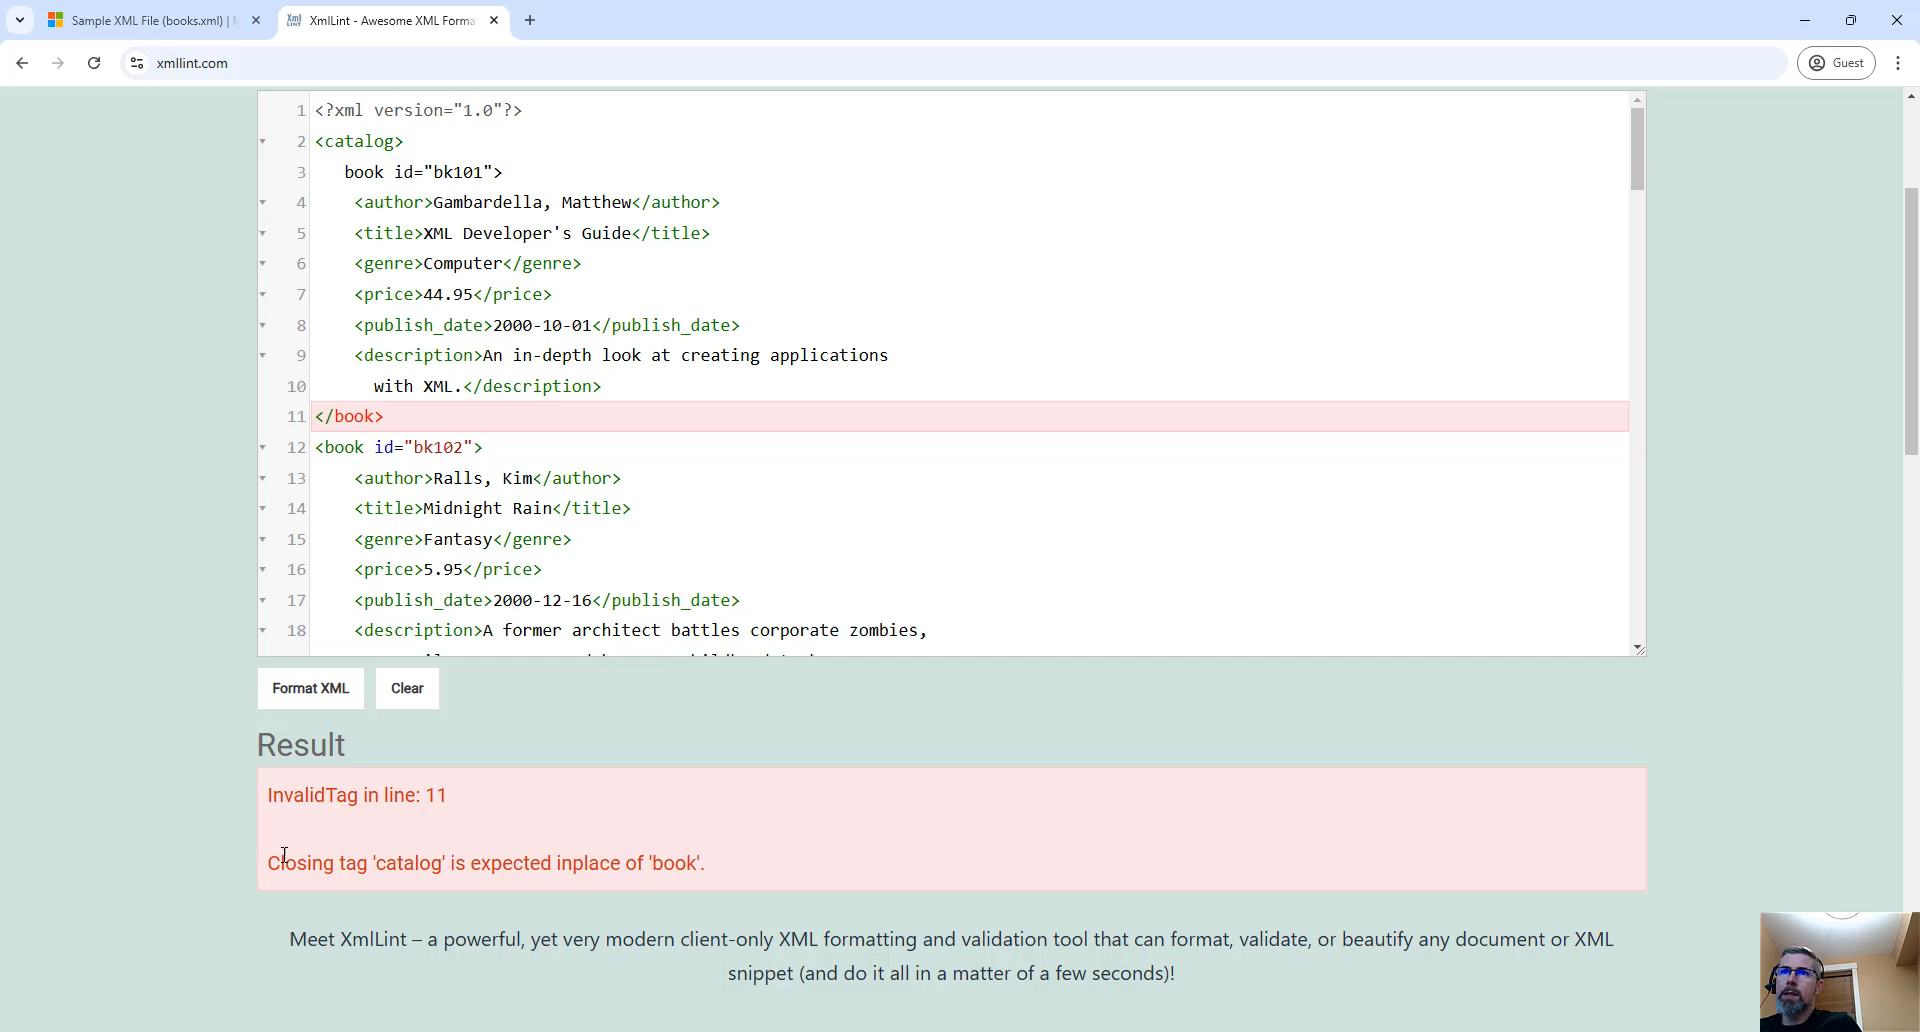 Sample XML File (books.xml) |
XmlLint - Awesome XML Forma
xmllint.com
Guest
1 <?xml version="1.0"?>
2 <catalog>
3 book id="bk101">
4 <author>Gambardella, Matthew</author>
5 <title>XML Developer's Guide</title>
6 <genre>Computer</genre>
7 <price>44.95</price>
8 <publish_date>2000-10-01</publish_date>
9 <description>An in-depth look at creating applications
10 with XML.</description>
11 </book>
12 <book id="bk102">
13 <author>Ralls, Kim</author>
14 <title>Midnight Rain</title>
15 <genre>Fantasy</genre>
16 <price>5.95</price>
17 <publish_date>2000-12-16</publish_date>
18 <description>A former architect battles corporate zombies,
Format XML
Clear
Result
InvalidTag in line: 11
Closing tag 'catalog' is expected inplace of 'book'.
Meet XmlLint – a powerful, yet very modern client-only XML formatting and validation tool that can format, validate, or beautify any document or XML
snippet (and do it all in a matter of a few seconds)!